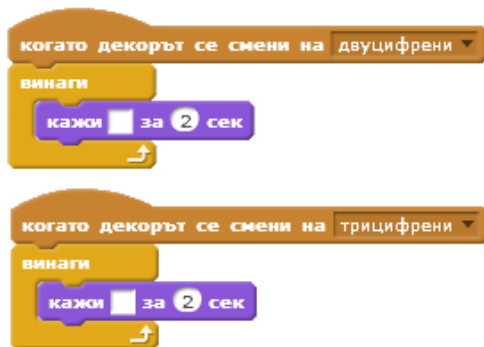 когато декорът се смени на двуцифрени
винаги
кажи за 2 сек
когато декорът се смени на трицифрени
винаги
кажи за 2 сек